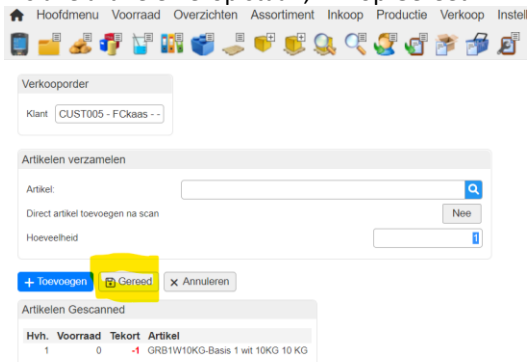 Hoofdmenu Voorraad Overzichten Assortiment Inkoop Productie Verkoop Instell
Verkooporder
Klant CUST005 - FCkaas - -
Artikelen verzamelen
Artikel:
Direct artikel toevoegen na scan Nee
Hoeveelheid 1
+ Toevoegen Gereed x Annuleren
Artikelen Gescanned
Hvh. Voorraad Tekort Artikel
1 0 -1 GRB1W10KG-Basis 1 wit 10KG 10 KG